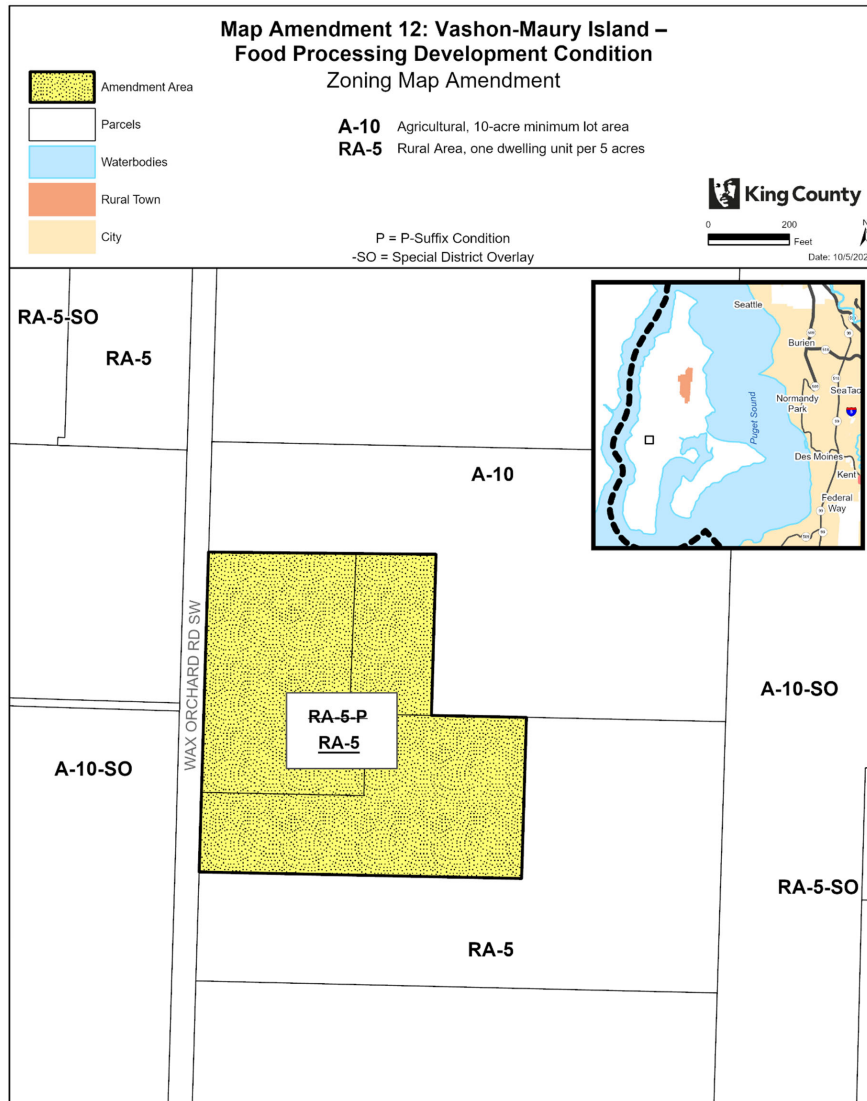 Map Amendment 12: Vashon-Maury Island –
Food Processing Development Condition
Zoning Map Amendment
Amendment Area
Parcels
Waterbodies
Rural Town
City
A-10 Agricultural, 10-acre minimum lot area
RA-5 Rural Area, one dwelling unit per 5 acres
P = P-Suffix Condition
-SO = Special District Overlay
King County
0 200
Feet
N
Date: 10/5/202
RA-5-SO
RA-5
A-10
WAX ORCHARD RD SW
RA-5-P
RA-5
A-10-SO
A-10-SO
RA-5-SO
RA-5
Seattle
Burien
SeaTac
Normandy
Park
Puget Sound
Des Moines
Kent
Federal
Way